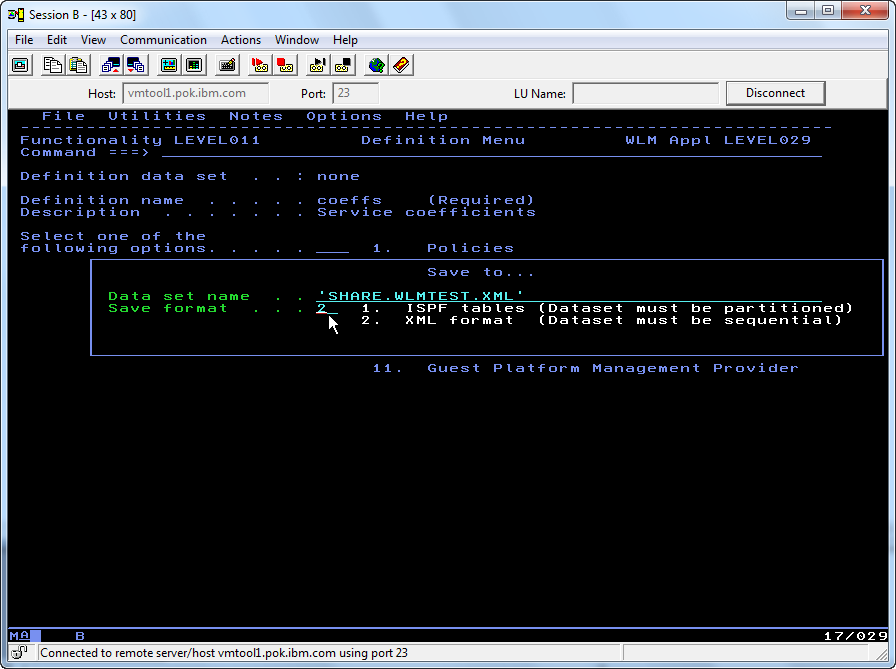 Session B - [43 x 80]
File Edit View Communication Actions Window Help
Host: vmtool1.pok.ibm.com Port: 23 LU Name: Disconnect
File Utilities Notes Options Help
--------------------------------------------------------------------------
Functionality LEVEL011 Definition Menu WLM Appl LEVEL029
Command ===> 
Definition data set . . : none
Definition name . . . . . coeffs (Required)
Description . . . . . . . Service coefficients
Select one of the
following options. . . . . ___ 1. Policies
Save to...
Data set name . . . 'SHARE.WLMTEST.XML'
Save format . . . . 2_ 1. ISPF tables (Dataset must be partitioned)
2. XML format (Dataset must be sequential)
11. Guest Platform Management Provider
MA B 17/029
Connected to remote server/host vmtool1.pok.ibm.com using port 23